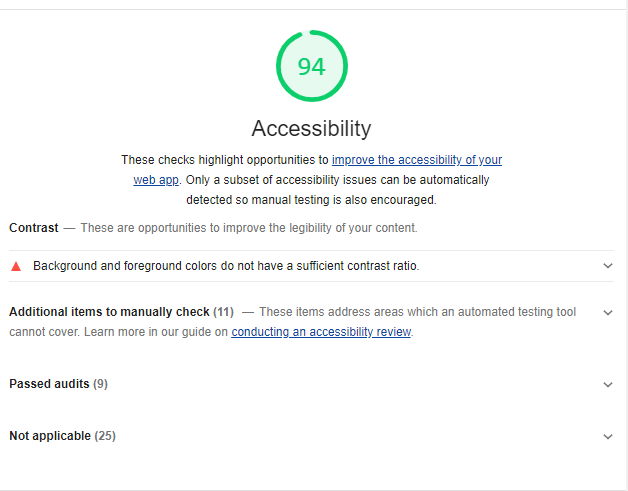 94
Accessibility
These checks highlight opportunities to improve the accessibility of your
web app. Only a subset of accessibility issues can be automatically
detected so manual testing is also encouraged.
Contrast — These are opportunities to improve the legibility of your content.
Background and foreground colors do not have a sufficient contrast ratio.
Additional items to manually check (11) — These items address areas which an automated testing tool
cannot cover. Learn more in our guide on conducting an accessibility review.
Passed audits (9)
Not applicable (25)